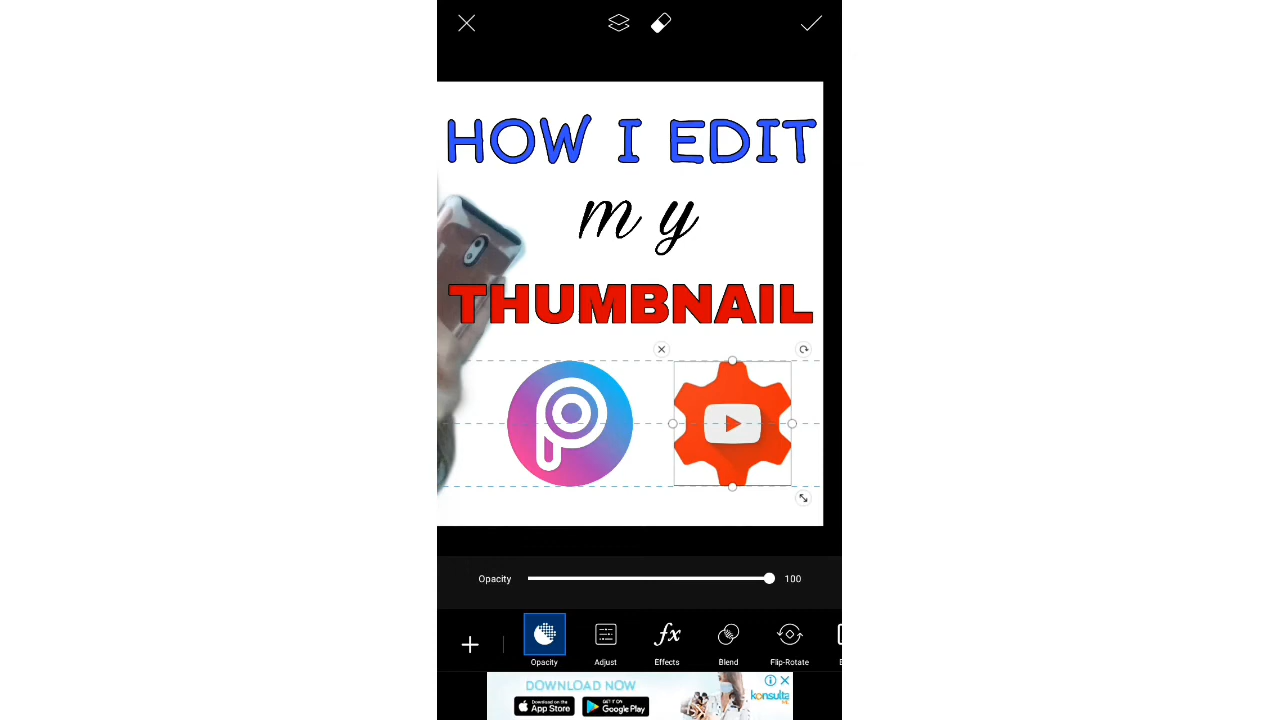 HOW I EDIT
my
THUMBNAIL
Opacity 100
Opacity Adjust Effects Blend Flip-Rotate
DOWNLOAD NOW
Download on the App Store GET IT ON Google Play
konsulta